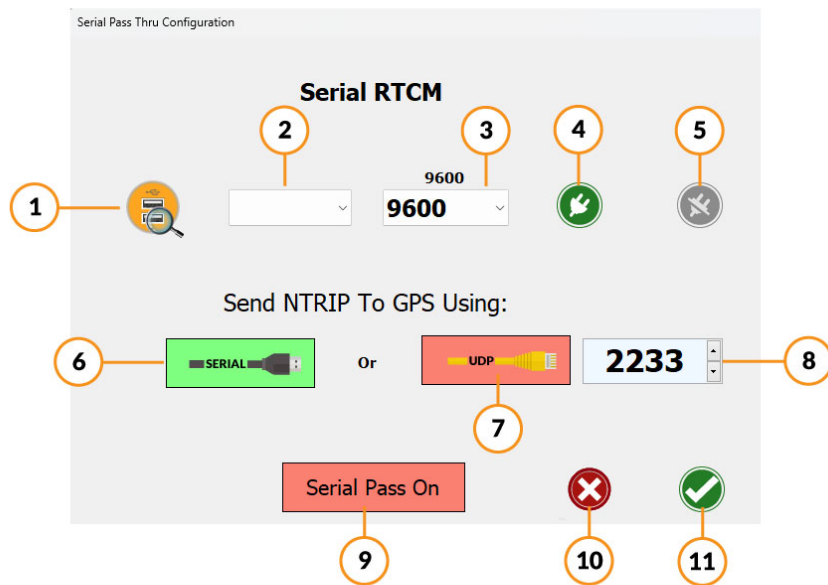 Serial Pass Thru Configuration
Serial RTCM
2
3
4
5
9600
1
9600
Send NTRIP To GPS Using:
6
SERIAL
Or
UDP
2233
8
7
Serial Pass On
9
10
11